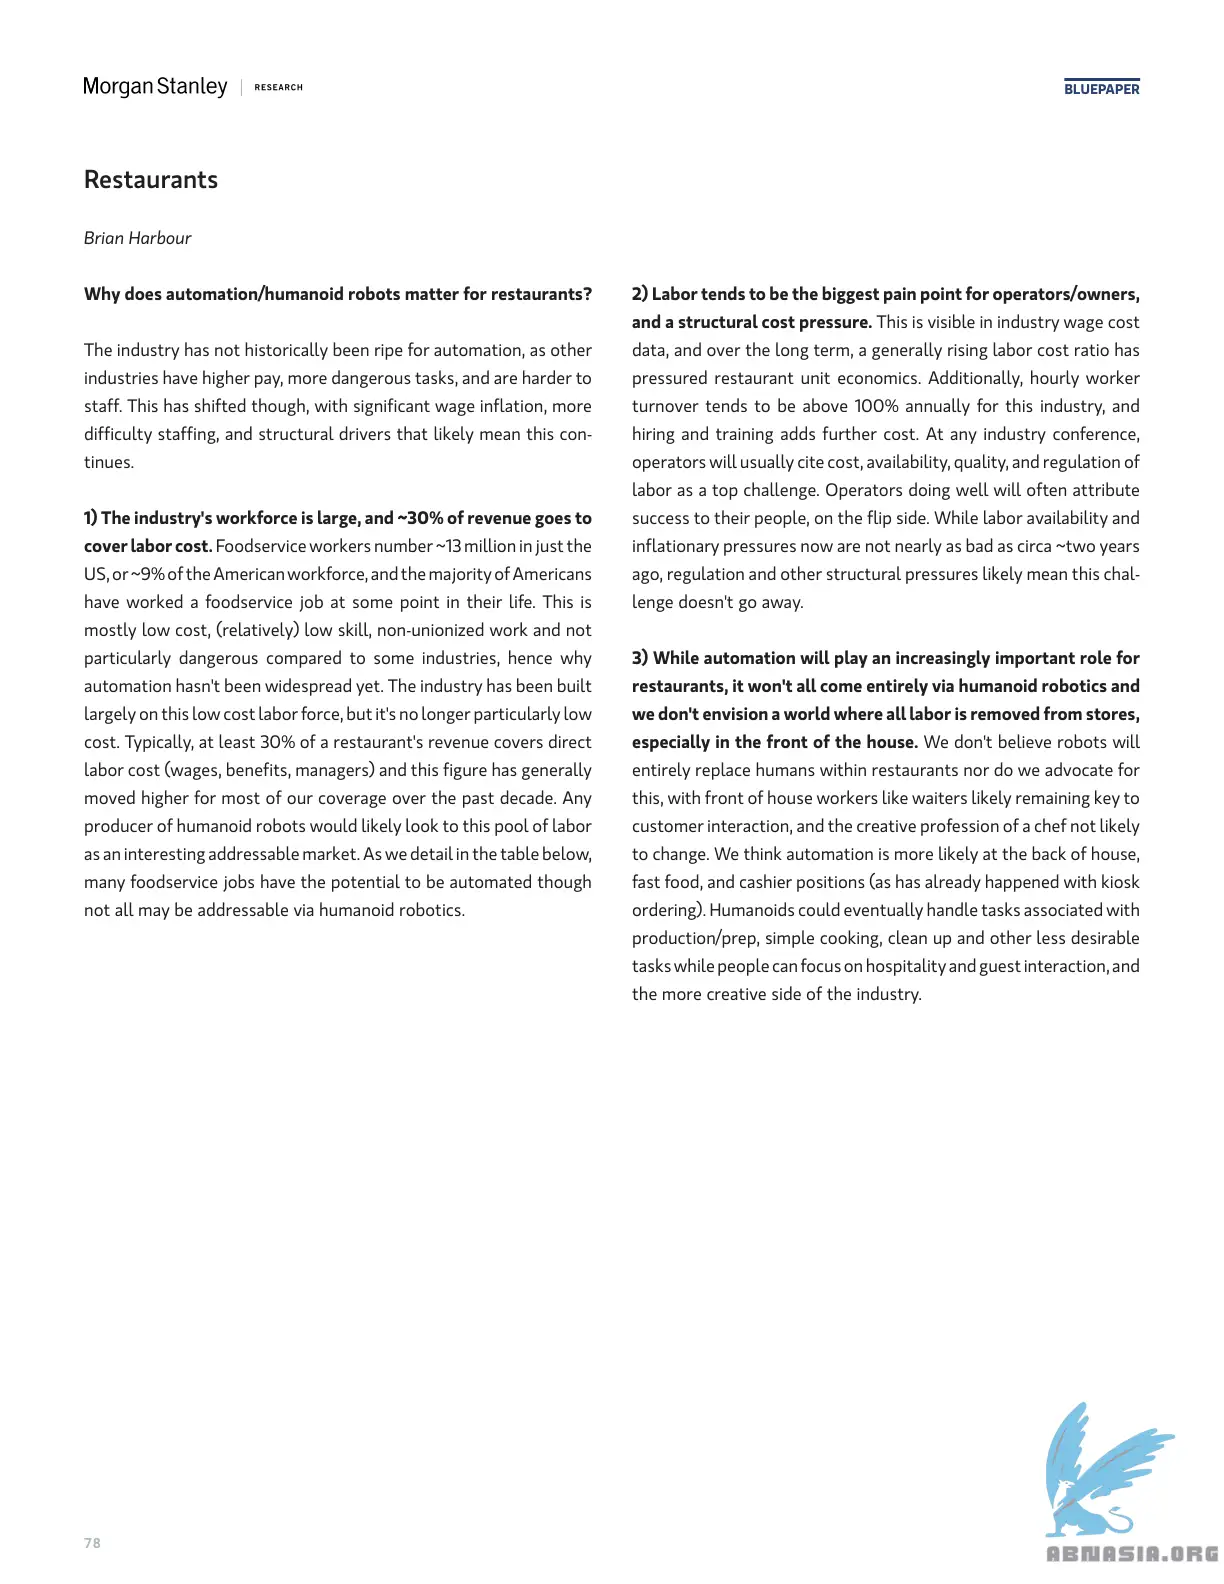 Morgan Stanley | RESEARCH
BLUEPAPER
Restaurants
Brian Harbour
Why does automation/humanoid robots matter for restaurants?
The industry has not historically been ripe for automation, as other
industries have higher pay, more dangerous tasks, and are harder to
staff. This has shifted though, with significant wage inflation, more
difficulty staffing, and structural drivers that likely mean this con-
tinues.
1) The industry's workforce is large, and ~30% of revenue goes to
cover labor cost. Foodservice workers number ~13 million in just the
US, or ~9% of the American workforce, and the majority of Americans
have worked a foodservice job at some point in their life. This is
mostly low cost, (relatively) low skill, non-unionized work and not
particularly dangerous compared to some industries, hence why
automation hasn't been widespread yet. The industry has been built
largely on this low cost labor force, but it's no longer particularly low
cost. Typically, at least 30% of a restaurant's revenue covers direct
labor cost (wages, benefits, managers) and this figure has generally
moved higher for most of our coverage over the past decade. Any
producer of humanoid robots would likely look to this pool of labor
as an interesting addressable market. As we detail in the table below,
many foodservice jobs have the potential to be automated though
not all may be addressable via humanoid robotics.
2) Labor tends to be the biggest pain point for operators/owners,
and a structural cost pressure. This is visible in industry wage cost
data, and over the long term, a generally rising labor cost ratio has
pressured restaurant unit economics. Additionally, hourly worker
turnover tends to be above 100% annually for this industry, and
hiring and training adds further cost. At any industry conference,
operators will usually cite cost, availability, quality, and regulation of
labor as a top challenge. Operators doing well will often attribute
success to their people, on the flip side. While labor availability and
inflationary pressures now are not nearly as bad as circa ~two years
ago, regulation and other structural pressures likely mean this chal-
lenge doesn't go away.
3) While automation will play an increasingly important role for
restaurants, it won't all come entirely via humanoid robotics and
we don't envision a world where all labor is removed from stores,
especially in the front of the house. We don't believe robots will
entirely replace humans within restaurants nor do we advocate for
this, with front of house workers like waiters likely remaining key to
customer interaction, and the creative profession of a chef not likely
to change. We think automation is more likely at the back of house,
fast food, and cashier positions (as has already happened with kiosk
ordering). Humanoids could eventually handle tasks associated with
production/prep, simple cooking, clean up and other less desirable
tasks while people can focus on hospitality and guest interaction, and
the more creative side of the industry.
78
ABNASIA.ORG